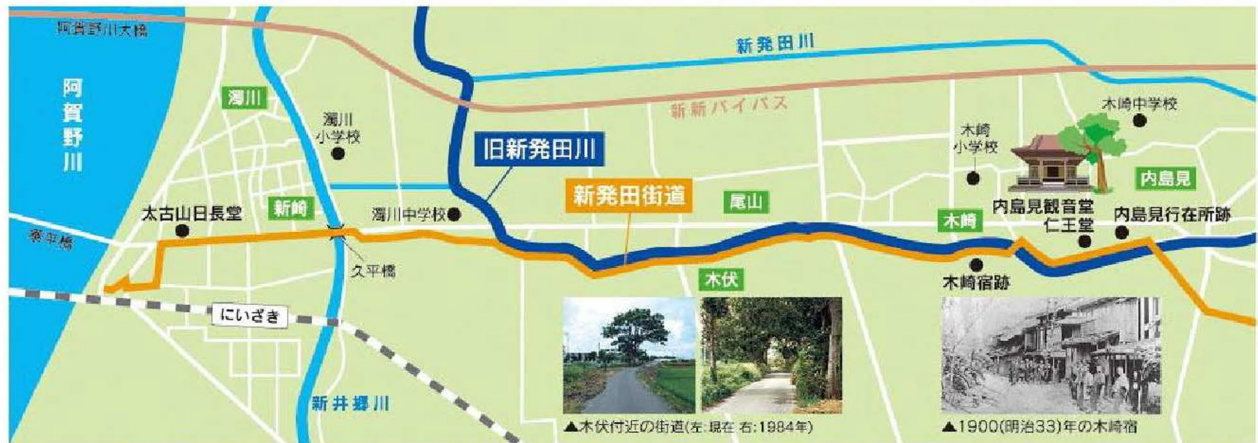 阿賀野川大橋
阿賀野川
濁川
濁川
小学校
新発田川
新新バイパス
木崎中学校
木崎
小学校
旧新発田川
新発田街道
尾山
内島見
太古山日長堂
新崎
濁川中学校
内島見観音堂
仁王堂
内島見行在所跡
木崎
泰平橋
久平橋
木伏
木崎宿跡
にいざき
新井郷川
▲木伏付近の街道(左:現在 右:1984年)
▲1900(明治33)年の木崎宿